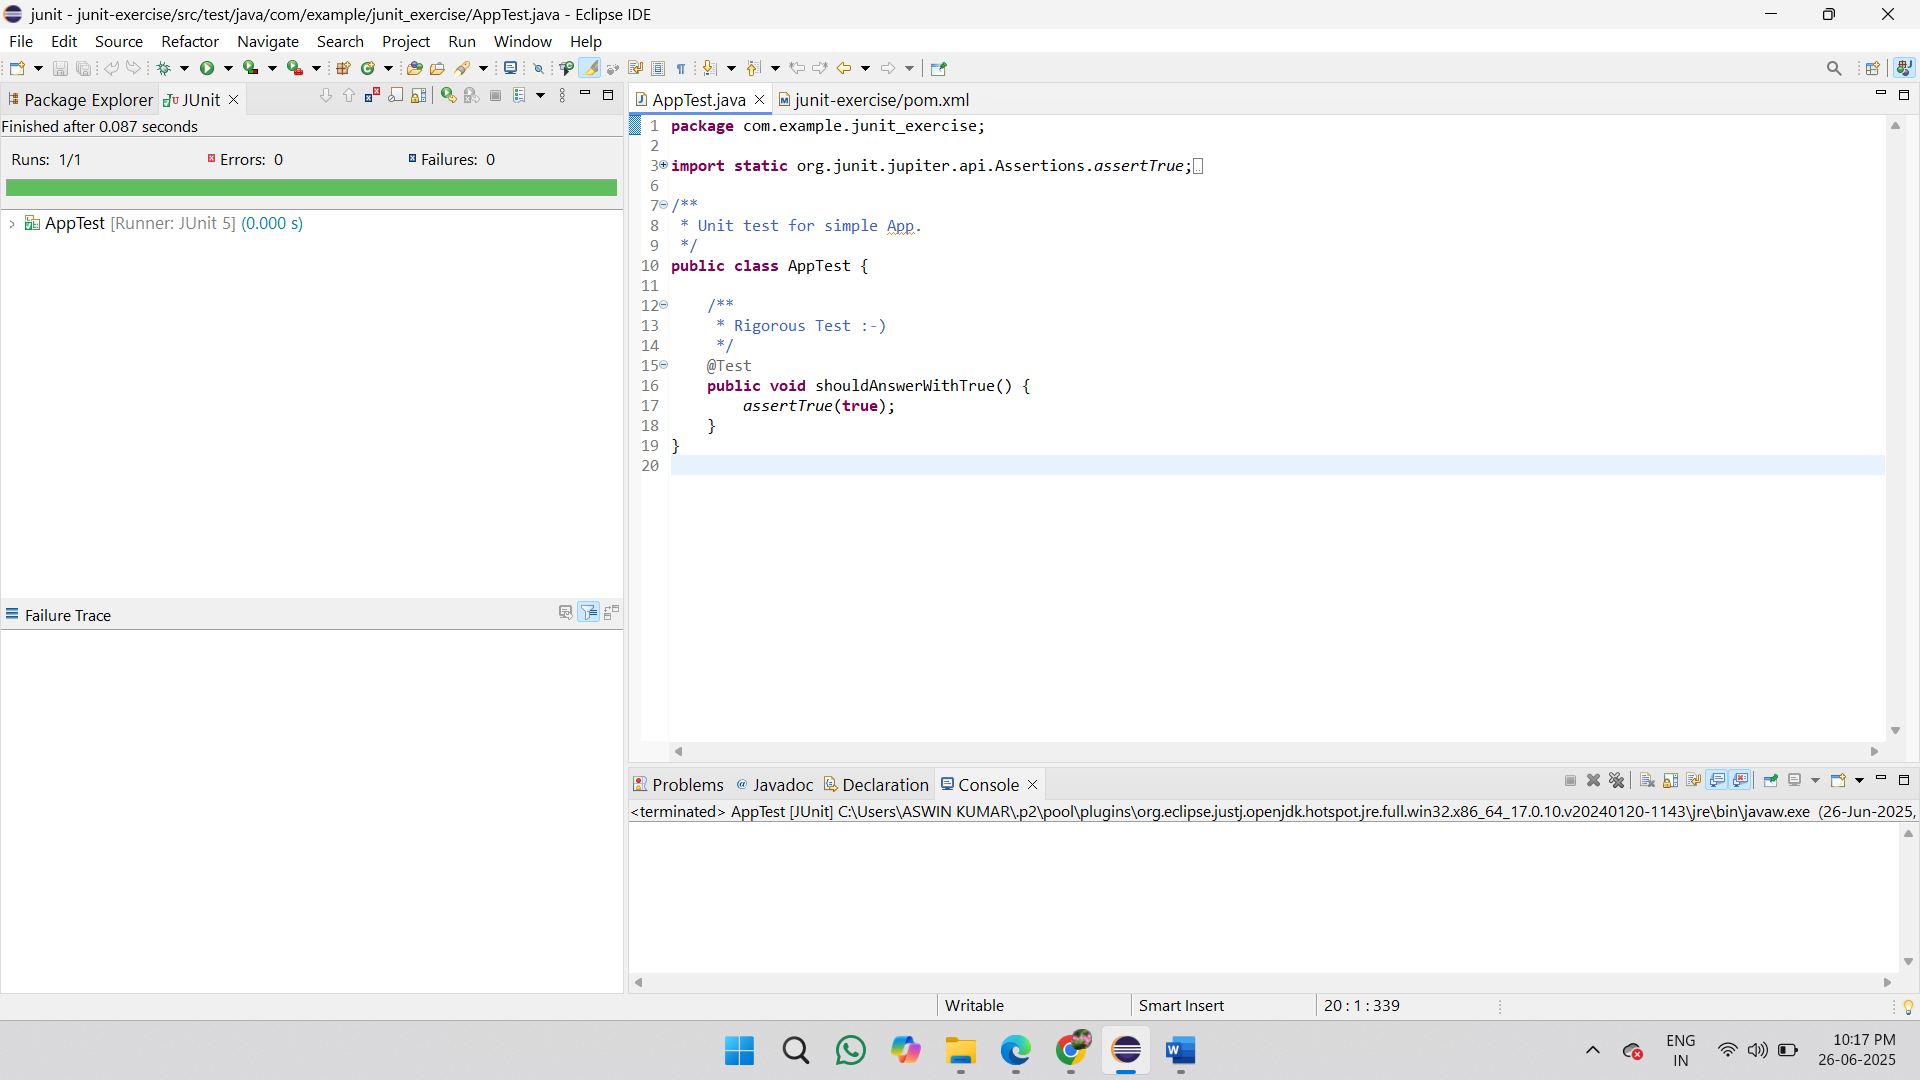 junit - junit-exercise/src/test/java/com/example/junit_exercise/AppTest.java - Eclipse IDE
File Edit Source Refactor Navigate Search Project Run Window Help
Package Explorer JUnit
Finished after 0.087 seconds
Runs: 1/1 Errors: 0 Failures: 0
AppTest [Runner: JUnit 5] (0.000 s)
Failure Trace
AppTest.java junit-exercise/pom.xml
1 package com.example.junit_exercise;
2
3 import static org.junit.jupiter.api.Assertions.assertTrue;
6
7 /**
8  * Unit test for simple App.
9  */
10 public class AppTest {
11
12     /**
13      * Rigorous Test :-)
14      */
15     @Test
16     public void shouldAnswerWithTrue() {
17         assertTrue(true);
18     }
19 }
20
Problems Javadoc Declaration Console
<terminated> AppTest [JUnit] C:\Users\ASWIN KUMAR\.p2\pool\plugins\org.eclipse.justj.openjdk.hotspot.jre.full.win32.x86_64_17.0.10.v20240120-1143\jre\bin\javaw.exe (26-Jun-2025,
Writable Smart Insert 20 : 1 : 339
ENG
IN
10:17 PM
26-06-2025